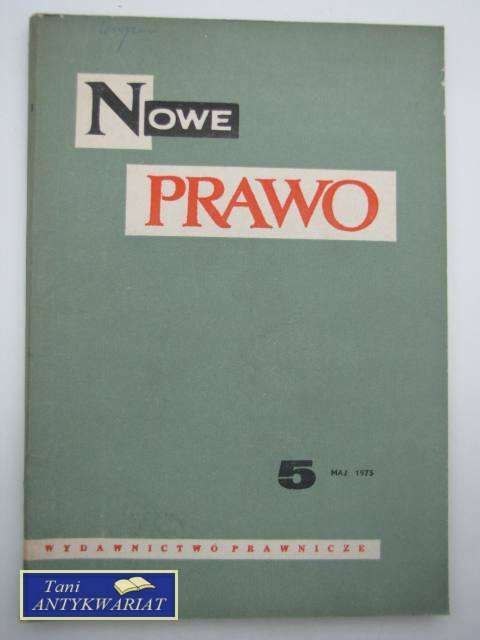 NOWE
PRAWO
5 MAJ 1975
WYDAWNICTWO PRAWNICZE
Tani
ANTYKWARIAT